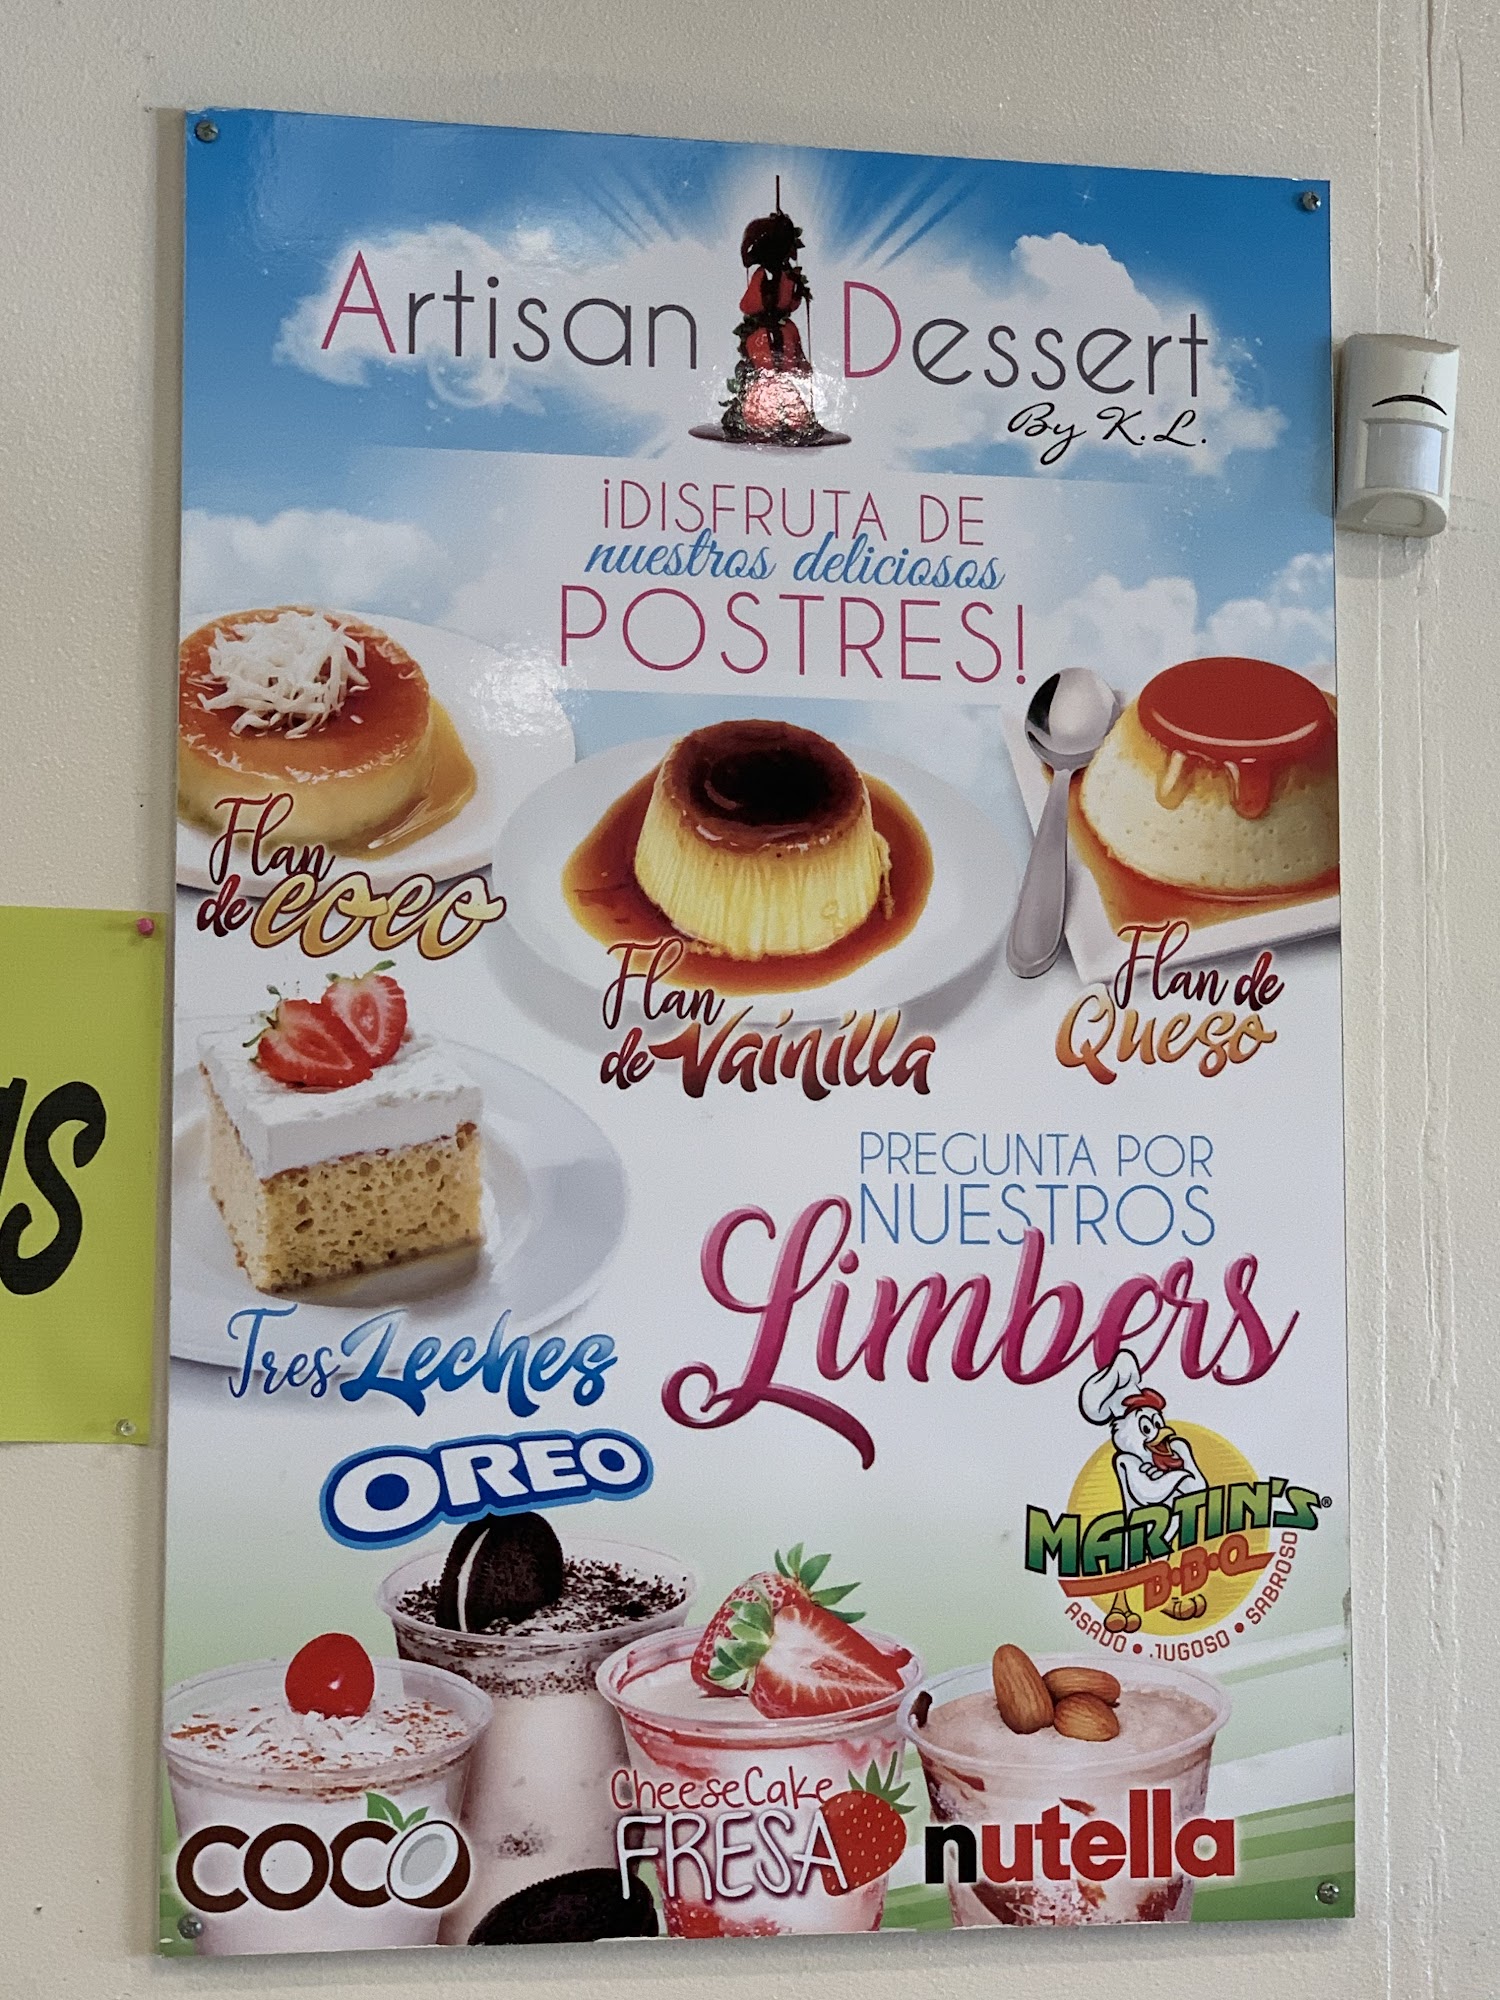 Artisan Dessert
By K.L.
¡DISFRUTA DE
nuestros deliciosos
POSTRES!
Flan
de coco
Flan
de Vainilla
Flan de
Queso
Tres Leches
PREGUNTA POR
NUESTROS
Limbers
OREO
MARTIN'S®
B•B•Q
ASADO • JUGOSO • SABROSO
COCO
CHeeSeCake
FRESA
nutella